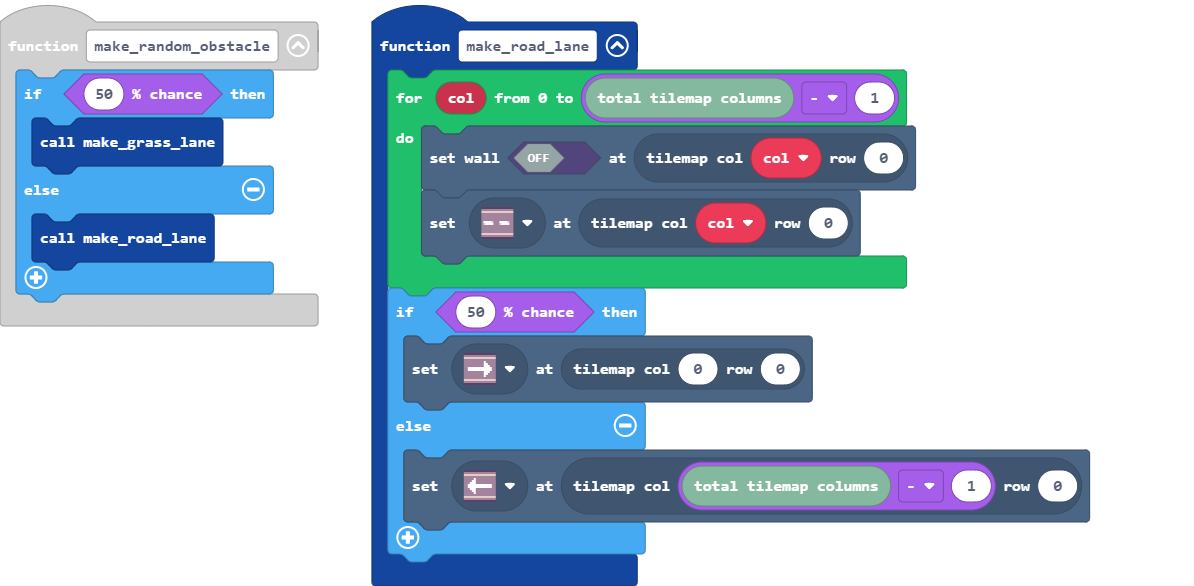 function make_random_obstacle
if 50 % chance then
call make_grass_lane
else
call make_road_lane
function make_road_lane
for col from 0 to total tilemap columns - 1
do
set wall OFF at tilemap col col row 0
set at tilemap col col row 0
if 50 % chance then
set at tilemap col 0 row 0
else
set at tilemap col total tilemap columns - 1 row 0